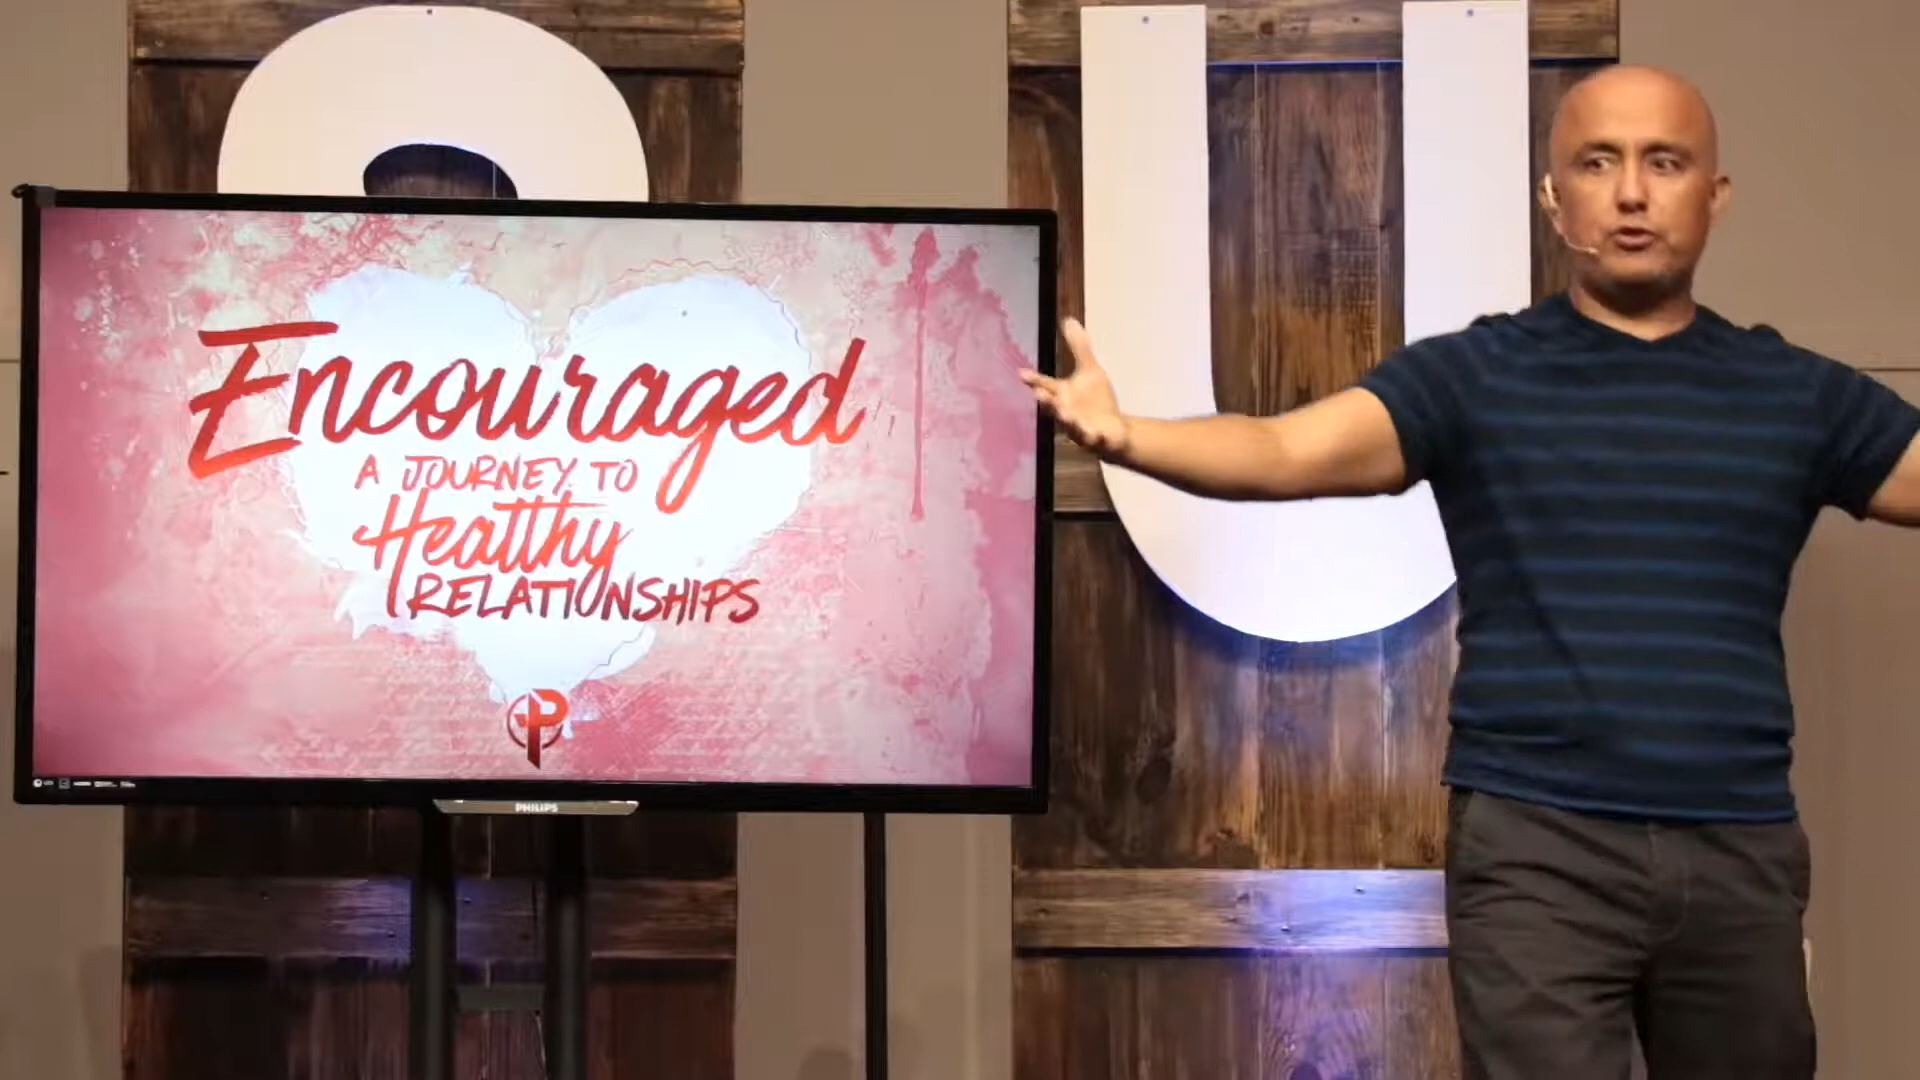 Encouraged
A JOURNEY TO
Healthy
RELATIONSHIPS
P
PHILIPS
U